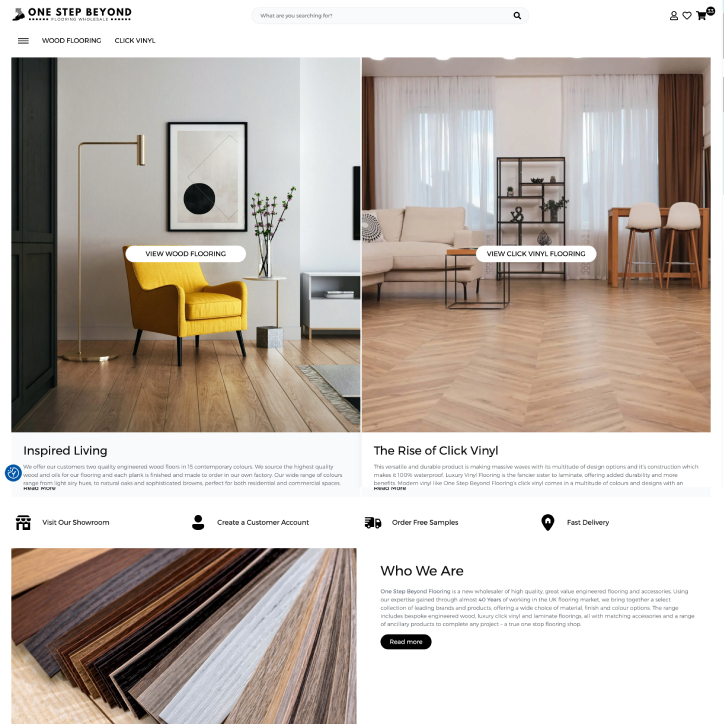 ONE STEP BEYOND
FLOORING WHOLESALE
What are you searching for?
WOOD FLOORING
CLICK VINYL
VIEW WOOD FLOORING
VIEW CLICK VINYL FLOORING
Inspired Living
We offer our customers two quality engineered wood floors in 15 contemporary colours. We source the highest quality
wood and oils for our flooring and each plank is finished and made to order in our own factory. Our wide range of colours
range from light airy hues, to natural oaks and sophisticated browns, perfect for both residential and commercial spaces.
Read More
The Rise of Click Vinyl
This versatile and durable product is making massive waves with its multitude of design options and it's construction which
makes it 100% waterproof. Luxury Vinyl Flooring is the fancier sister to laminate, offering added durability and more
benefits. Modern vinyl like One Step Beyond Flooring's click vinyl comes in a multitude of colours and designs with an
Read More
Visit Our Showroom
Create a Customer Account
Order Free Samples
Fast Delivery
Who We Are
One Step Beyond Flooring is a new wholesaler of high quality, great value engineered flooring and accessories. Using
our expertise gained through almost 40 Years of working in the UK flooring market, we bring together a select
collection of leading brands and products, offering a wide choice of material, finish and colour options. The range
includes bespoke engineered wood, luxury click vinyl and laminate floorings, all with matching accessories and a range
of ancillary products to complete any project – a true one stop flooring shop.
Read more